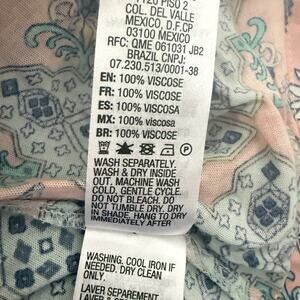 PISO 2
COL. DEL VALLE
MEXICO, D.F.CP
03100 MEXICO
RFC: QME 061031 JB2
BRAZIL CNPJ:
07.230.513/0001-38
EN: 100% VISCOSE
FR: 100% VISCOSE
ES: 100% VISCOSA
MX: 100% viscosa
BR: 100% VISCOSE
WASH SEPARATELY.
WASH & DRY INSIDE
OUT. MACHINE WASH
COLD, GENTLE CYCLE.
DO NOT BLEACH. DO
NOT TUMBLE DRY. DRY
IN SHADE. HANG TO DRY
IMMEDIATELY AFTER
WASHING. COOL IRON IF
NEEDED. DRY CLEAN
ONLY.
LAVER SEPAREMENT.